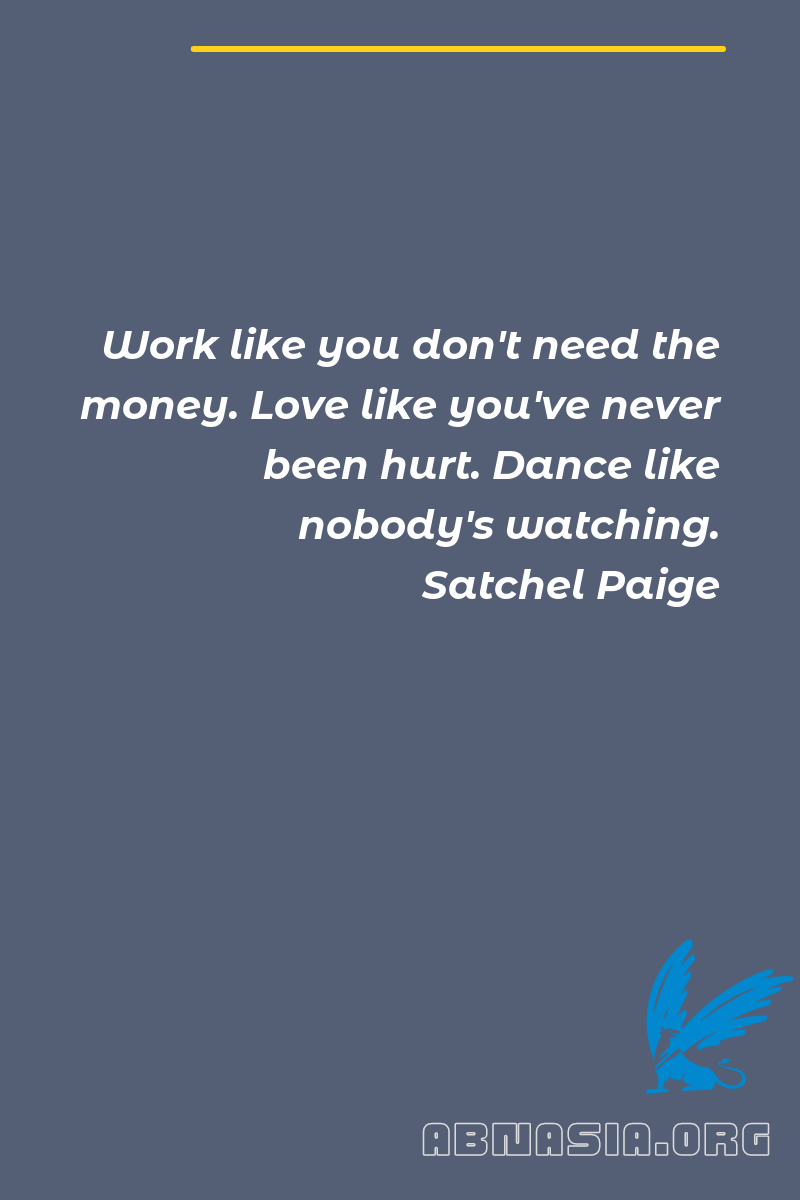 Work like you don't need the
money. Love like you've never
been hurt. Dance like
nobody's watching.
Satchel Paige
ABNASIA.ORG